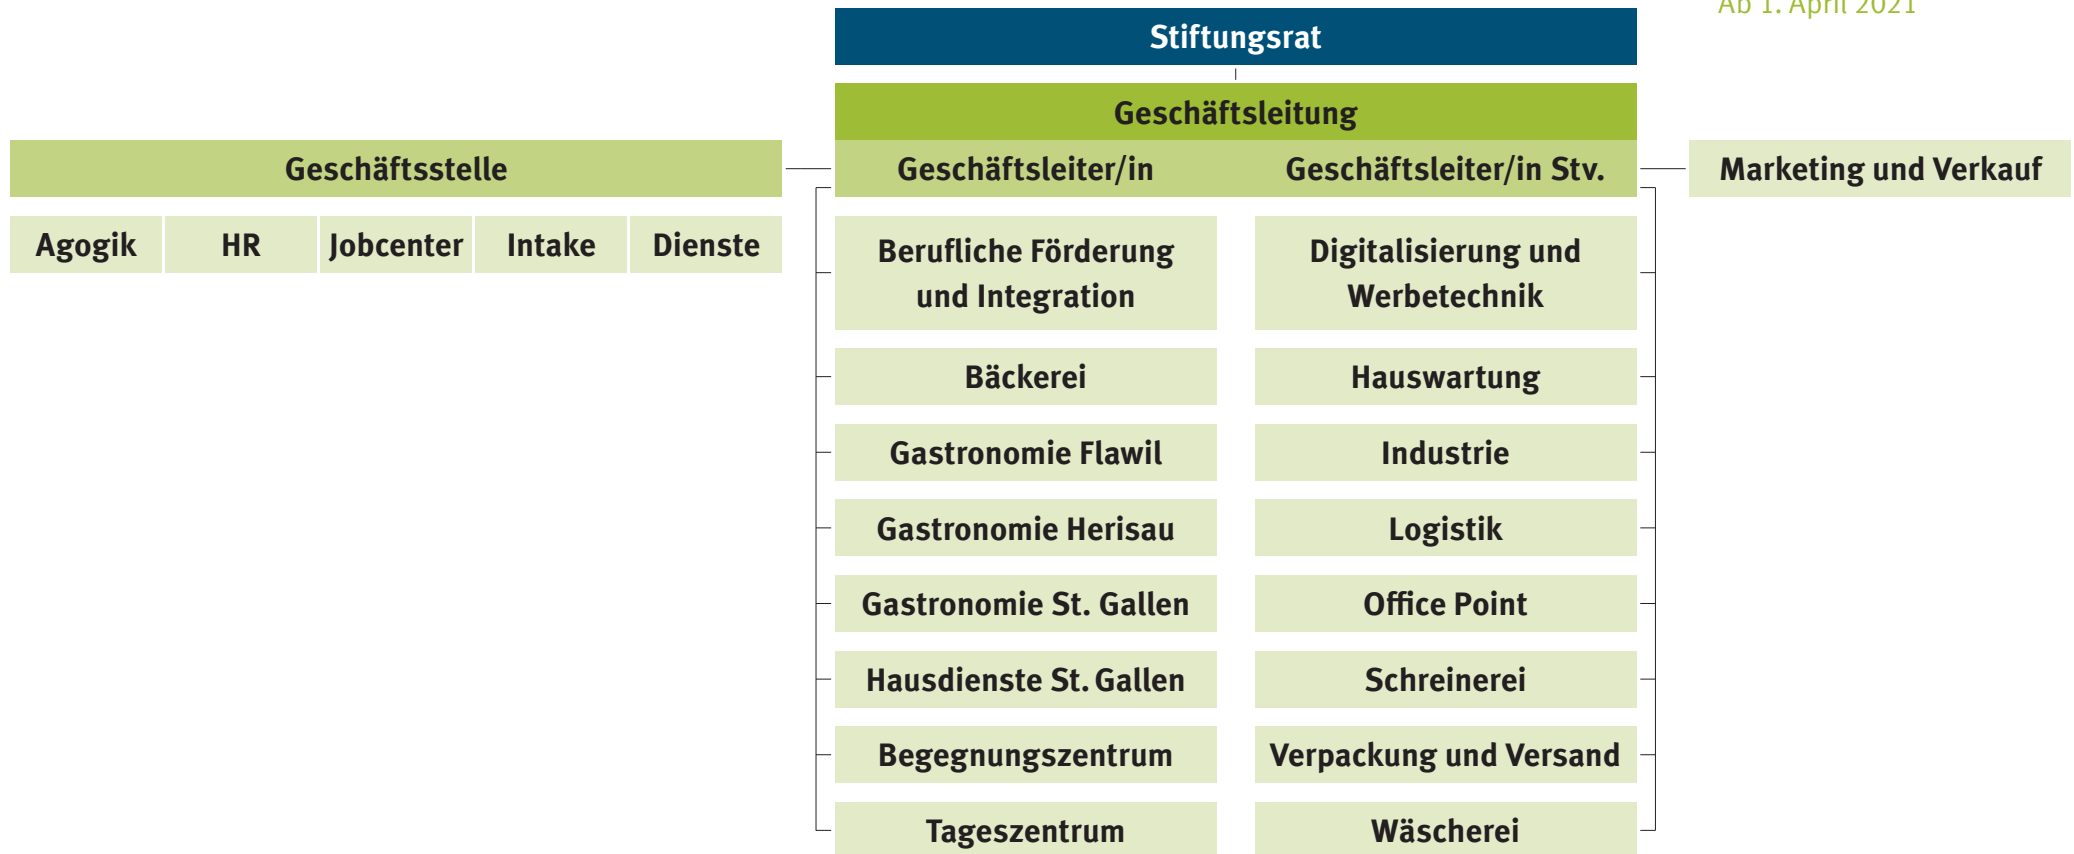 Ab 1. April 2021
Stiftungsrat
Geschäftsleitung
Geschäftsstelle
Geschäftsleiter/in
Geschäftsleiter/in Stv.
Marketing und Verkauf
Agogik
HR
Jobcenter
Intake
Dienste
Berufliche Förderung
und Integration
Digitalisierung und
Werbetechnik
Bäckerei
Hauswartung
Gastronomie Flawil
Industrie
Gastronomie Herisau
Logistik
Gastronomie St. Gallen
Office Point
Hausdienste St. Gallen
Schreinerei
Begegnungszentrum
Verpackung und Versand
Tageszentrum
Wäscherei